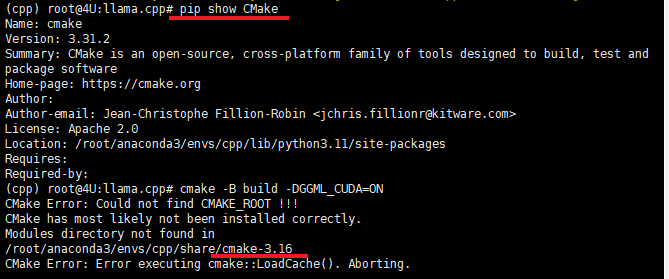 (cpp) root@4U:llama.cpp# pip show CMake
Name: cmake
Version: 3.31.2
Summary: CMake is an open-source, cross-platform family of tools designed to build, test and
package software
Home-page: https://cmake.org
Author:
Author-email: Jean-Christophe Fillion-Robin <jchris.fillionr@kitware.com>
License: Apache 2.0
Location: /root/anaconda3/envs/cpp/lib/python3.11/site-packages
Requires:
Required-by:
(cpp) root@4U:llama.cpp# cmake -B build -DGGML_CUDA=ON
CMake Error: Could not find CMAKE_ROOT !!!
CMake has most likely not been installed correctly.
Modules directory not found in
/root/anaconda3/envs/cpp/share/cmake-3.16
CMake Error: Error executing cmake::LoadCache(). Aborting.